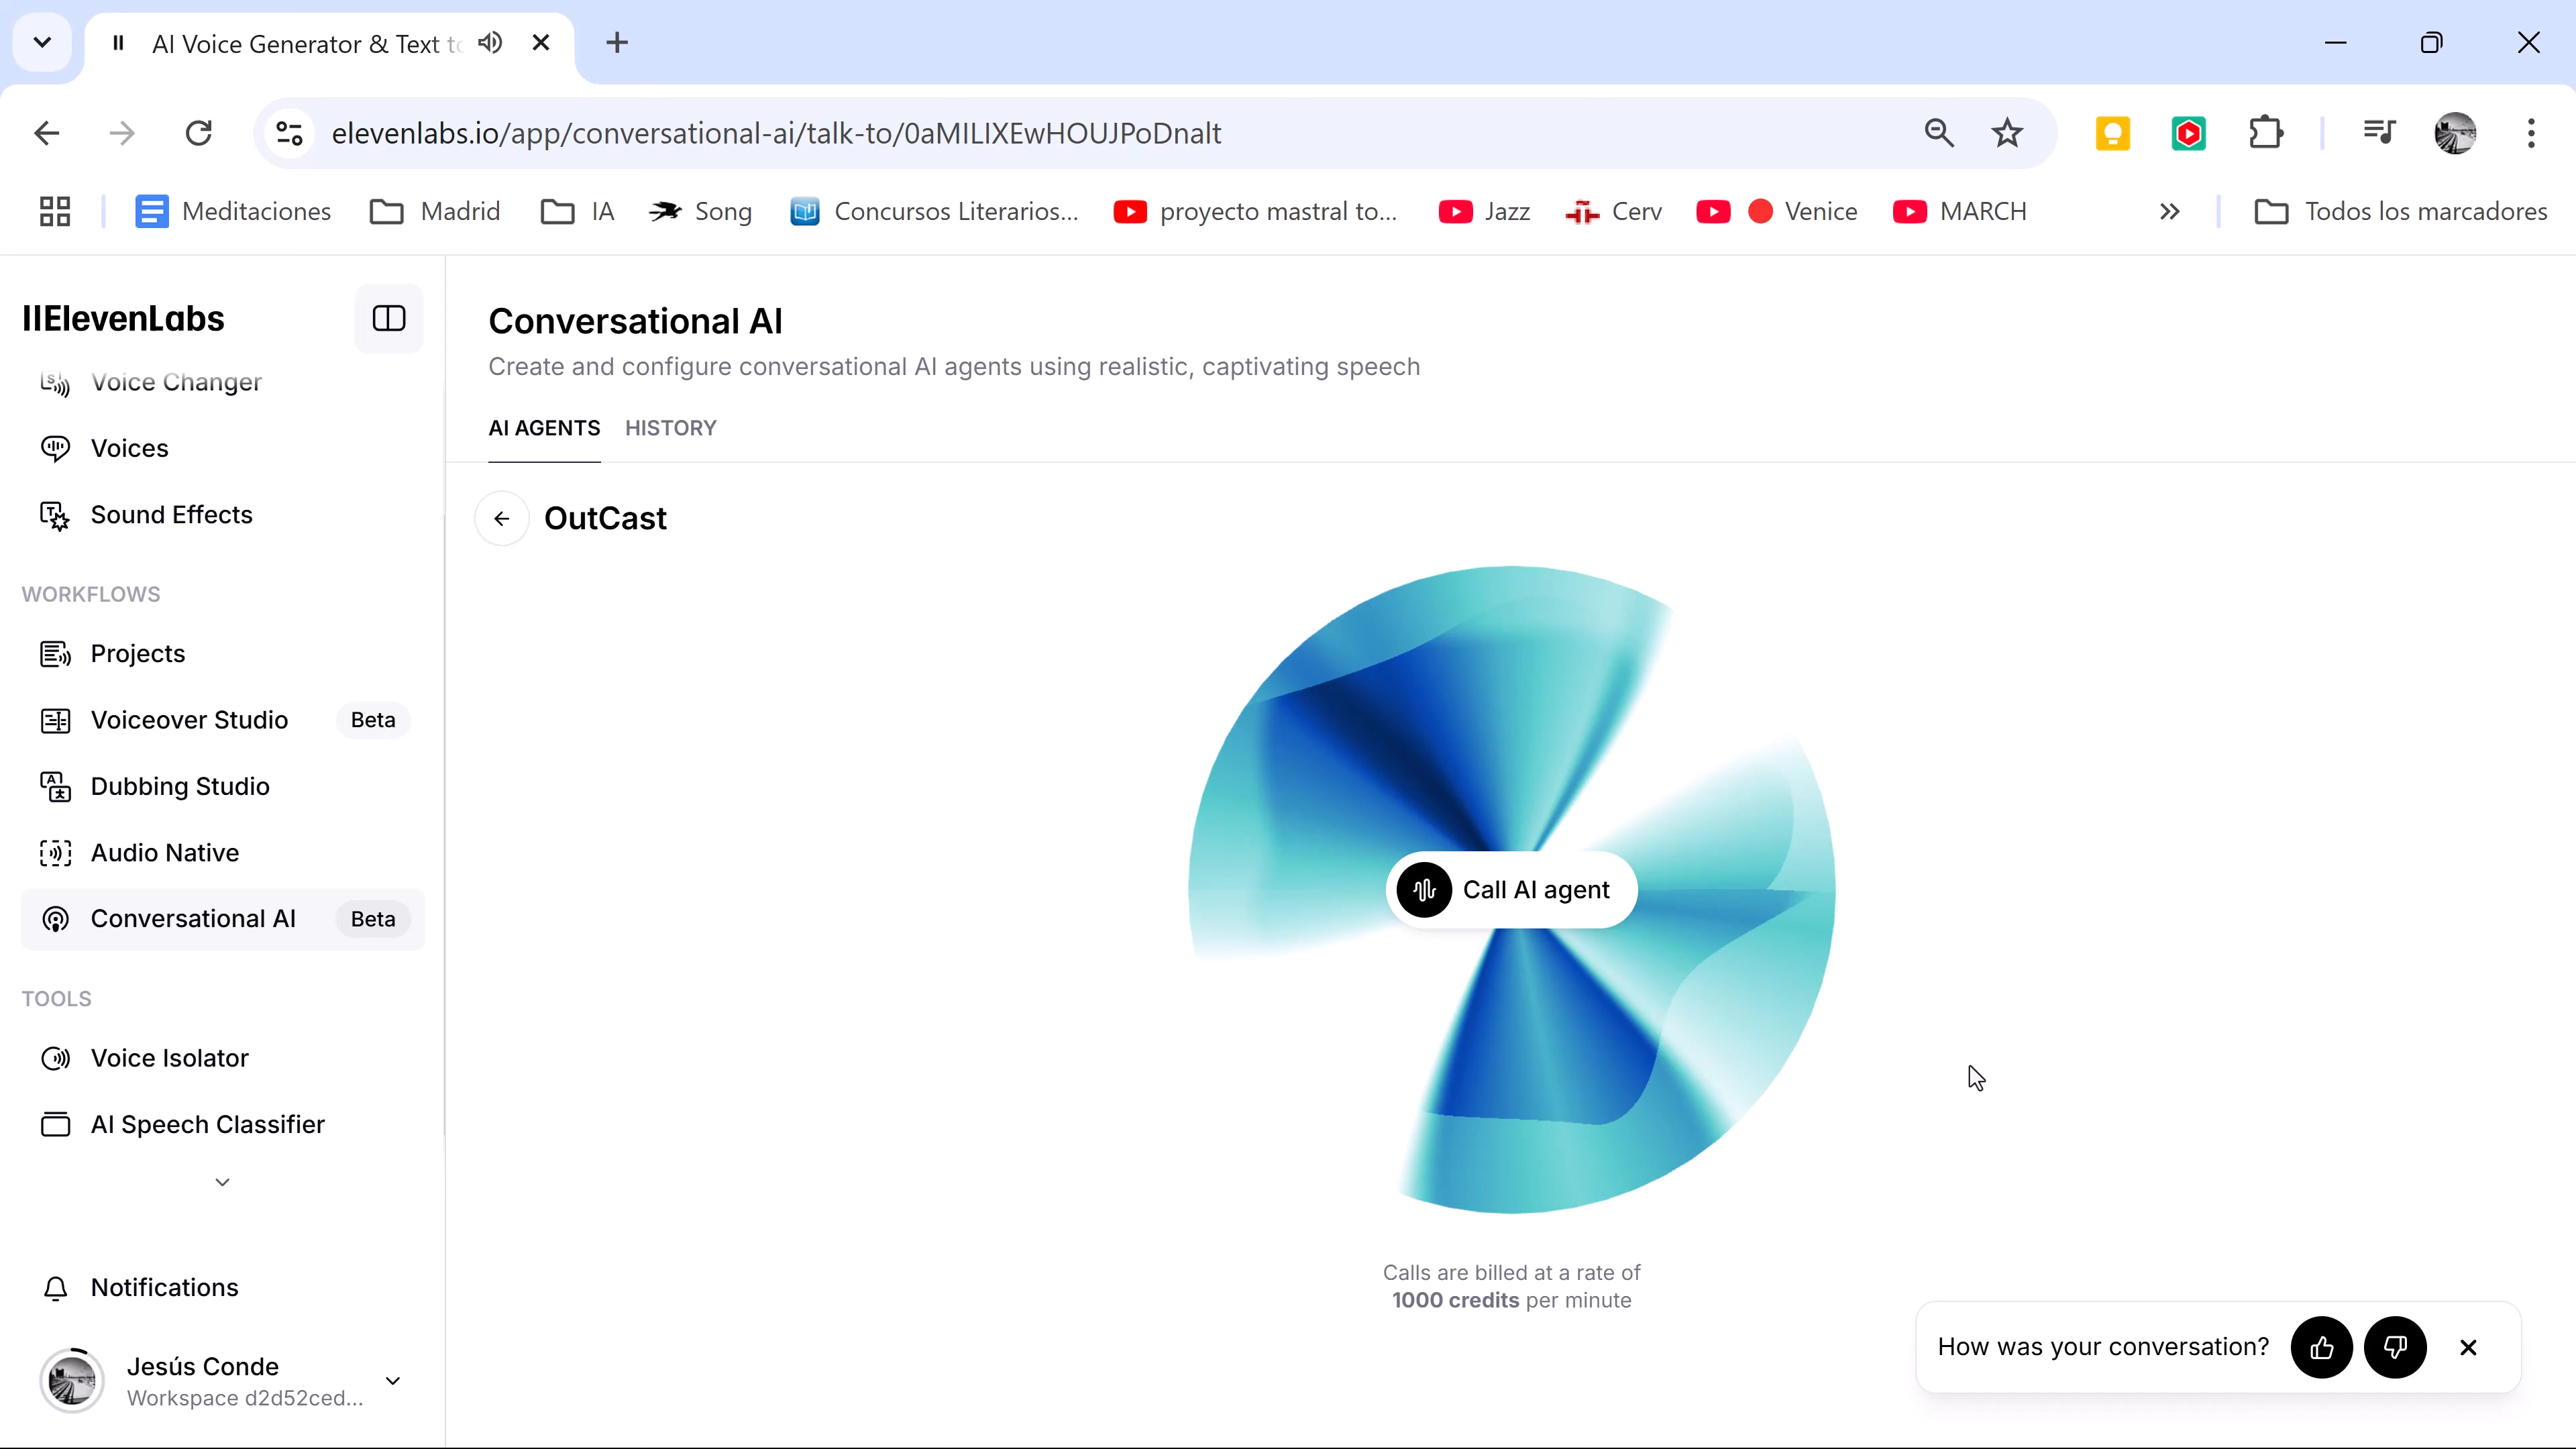 AI Voice Generator & Text to
elevenlabs.io/app/conversational-ai/talk-to/0aMILIXEwHOUJPoDnaIt
Meditaciones
Madrid
IA
Song
Concursos Literarios...
proyecto mastral to...
Jazz
Cerv
Venice
MARCH
Todos los marcadores
IIElevenLabs
Voice Changer
Voices
Sound Effects
WORKFLOWS
Projects
Voiceover Studio Beta
Dubbing Studio
Audio Native
Conversational AI Beta
TOOLS
Voice Isolator
AI Speech Classifier
Notifications
Jesús Conde
Workspace d2d52ced...
Conversational AI
Create and configure conversational AI agents using realistic, captivating speech
AI AGENTS HISTORY
OutCast
Call AI agent
Calls are billed at a rate of
1000 credits per minute
How was your conversation?